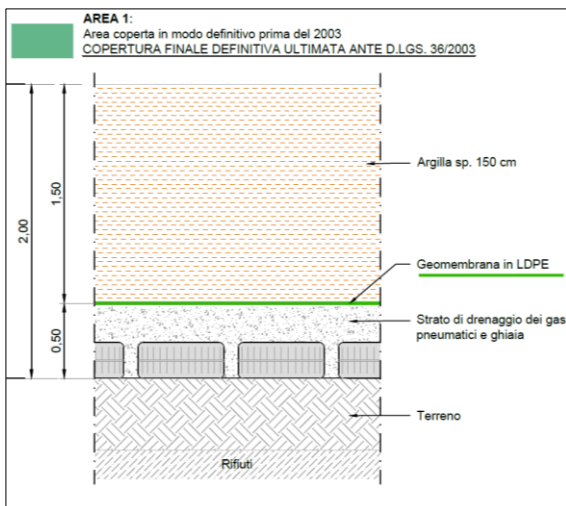 AREA 1:
Area coperta in modo definitivo prima del 2003
COPERTURA FINALE DEFINITIVA ULTIMATA ANTE D.LGS. 36/2003
2,00
1,50
0,50
Argilla sp. 150 cm
Geomembrana in LDPE
Strato di drenaggio dei gas
pneumatici e ghiaia
Terreno
Rifiuti